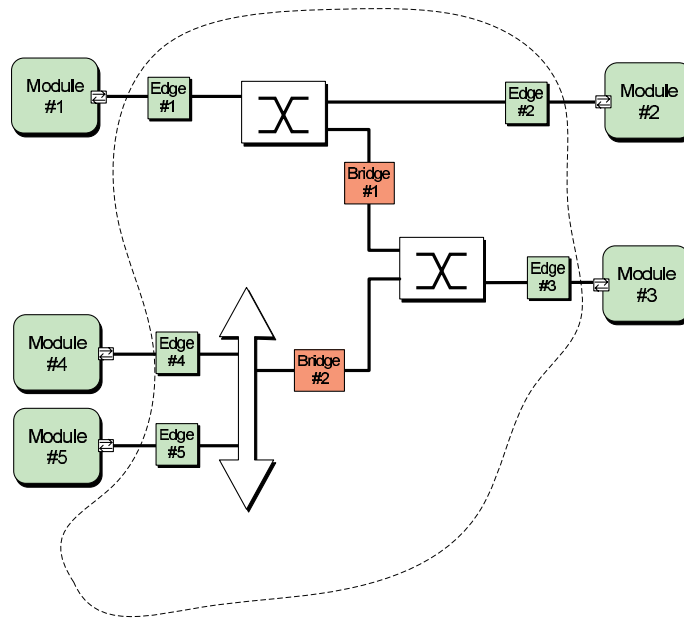 Module
#1
Edge
#1
Edge
#2
Module
#2
Bridge
#1
Edge
#3
Module
#3
Module
#4
Edge
#4
Bridge
#2
Module
#5
Edge
#5